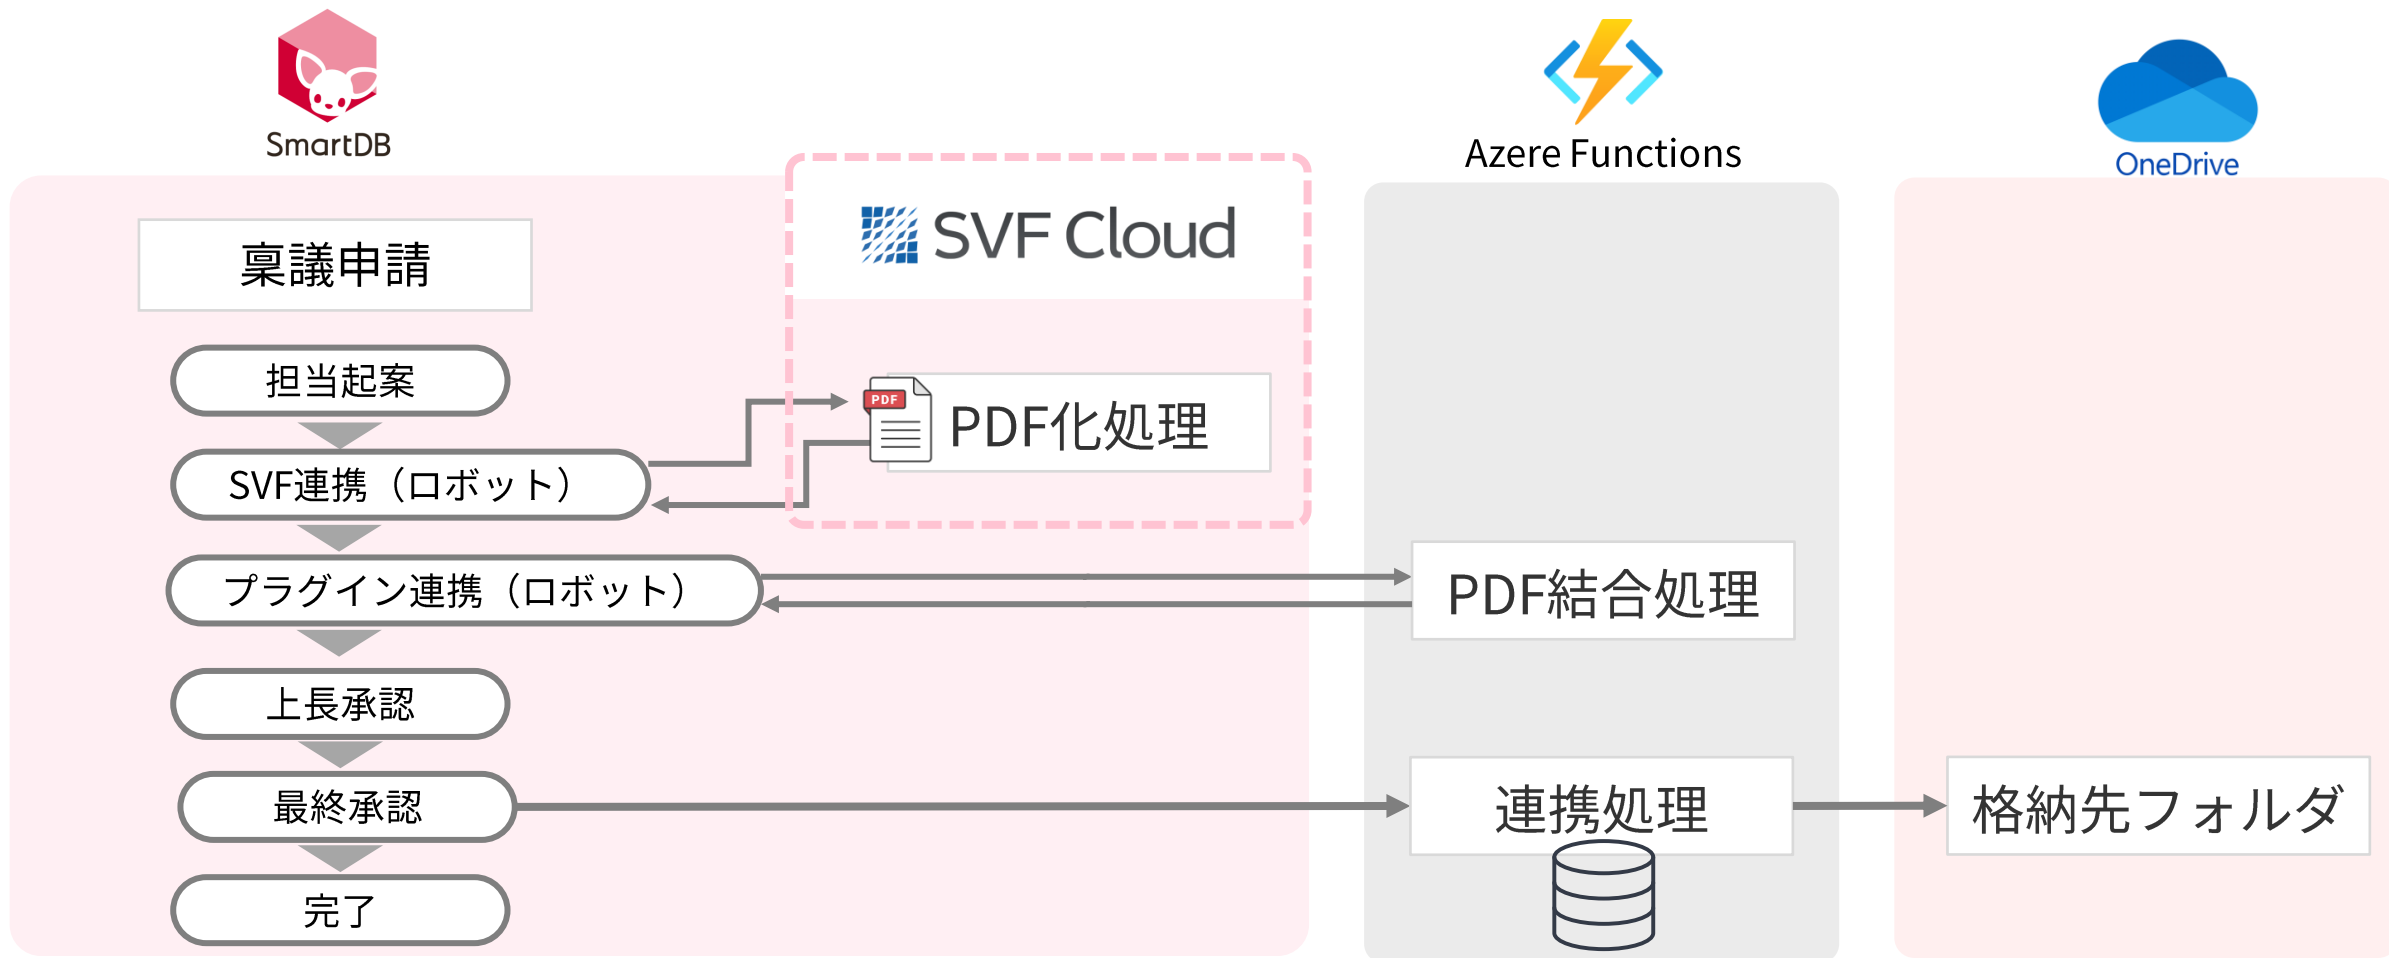 SmartDB
Azere Functions
OneDrive
SVF Cloud
稟議申請
担当起案
PDF
PDF化処理
SVF連携（ロボット）
プラグイン連携（ロボット）
PDF結合処理
上長承認
最終承認
連携処理
格納先フォルダ
完了